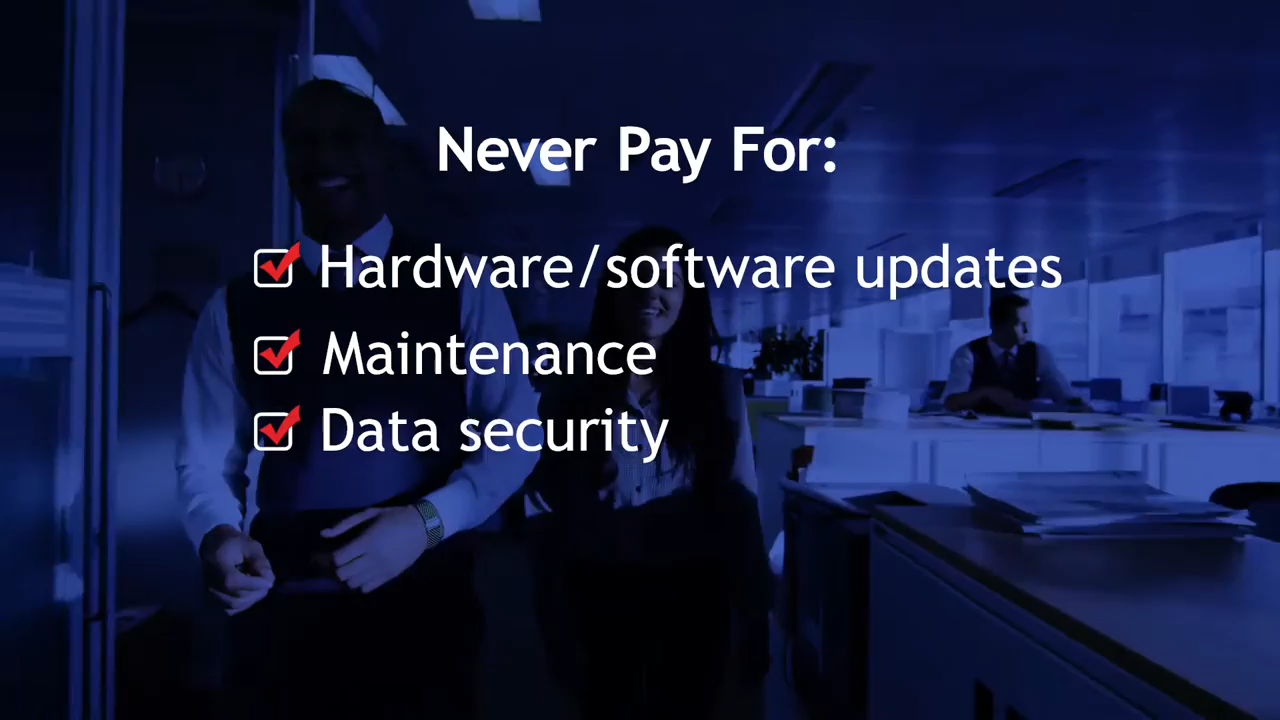 Never Pay For:
Hardware/software updates
Maintenance
Data security